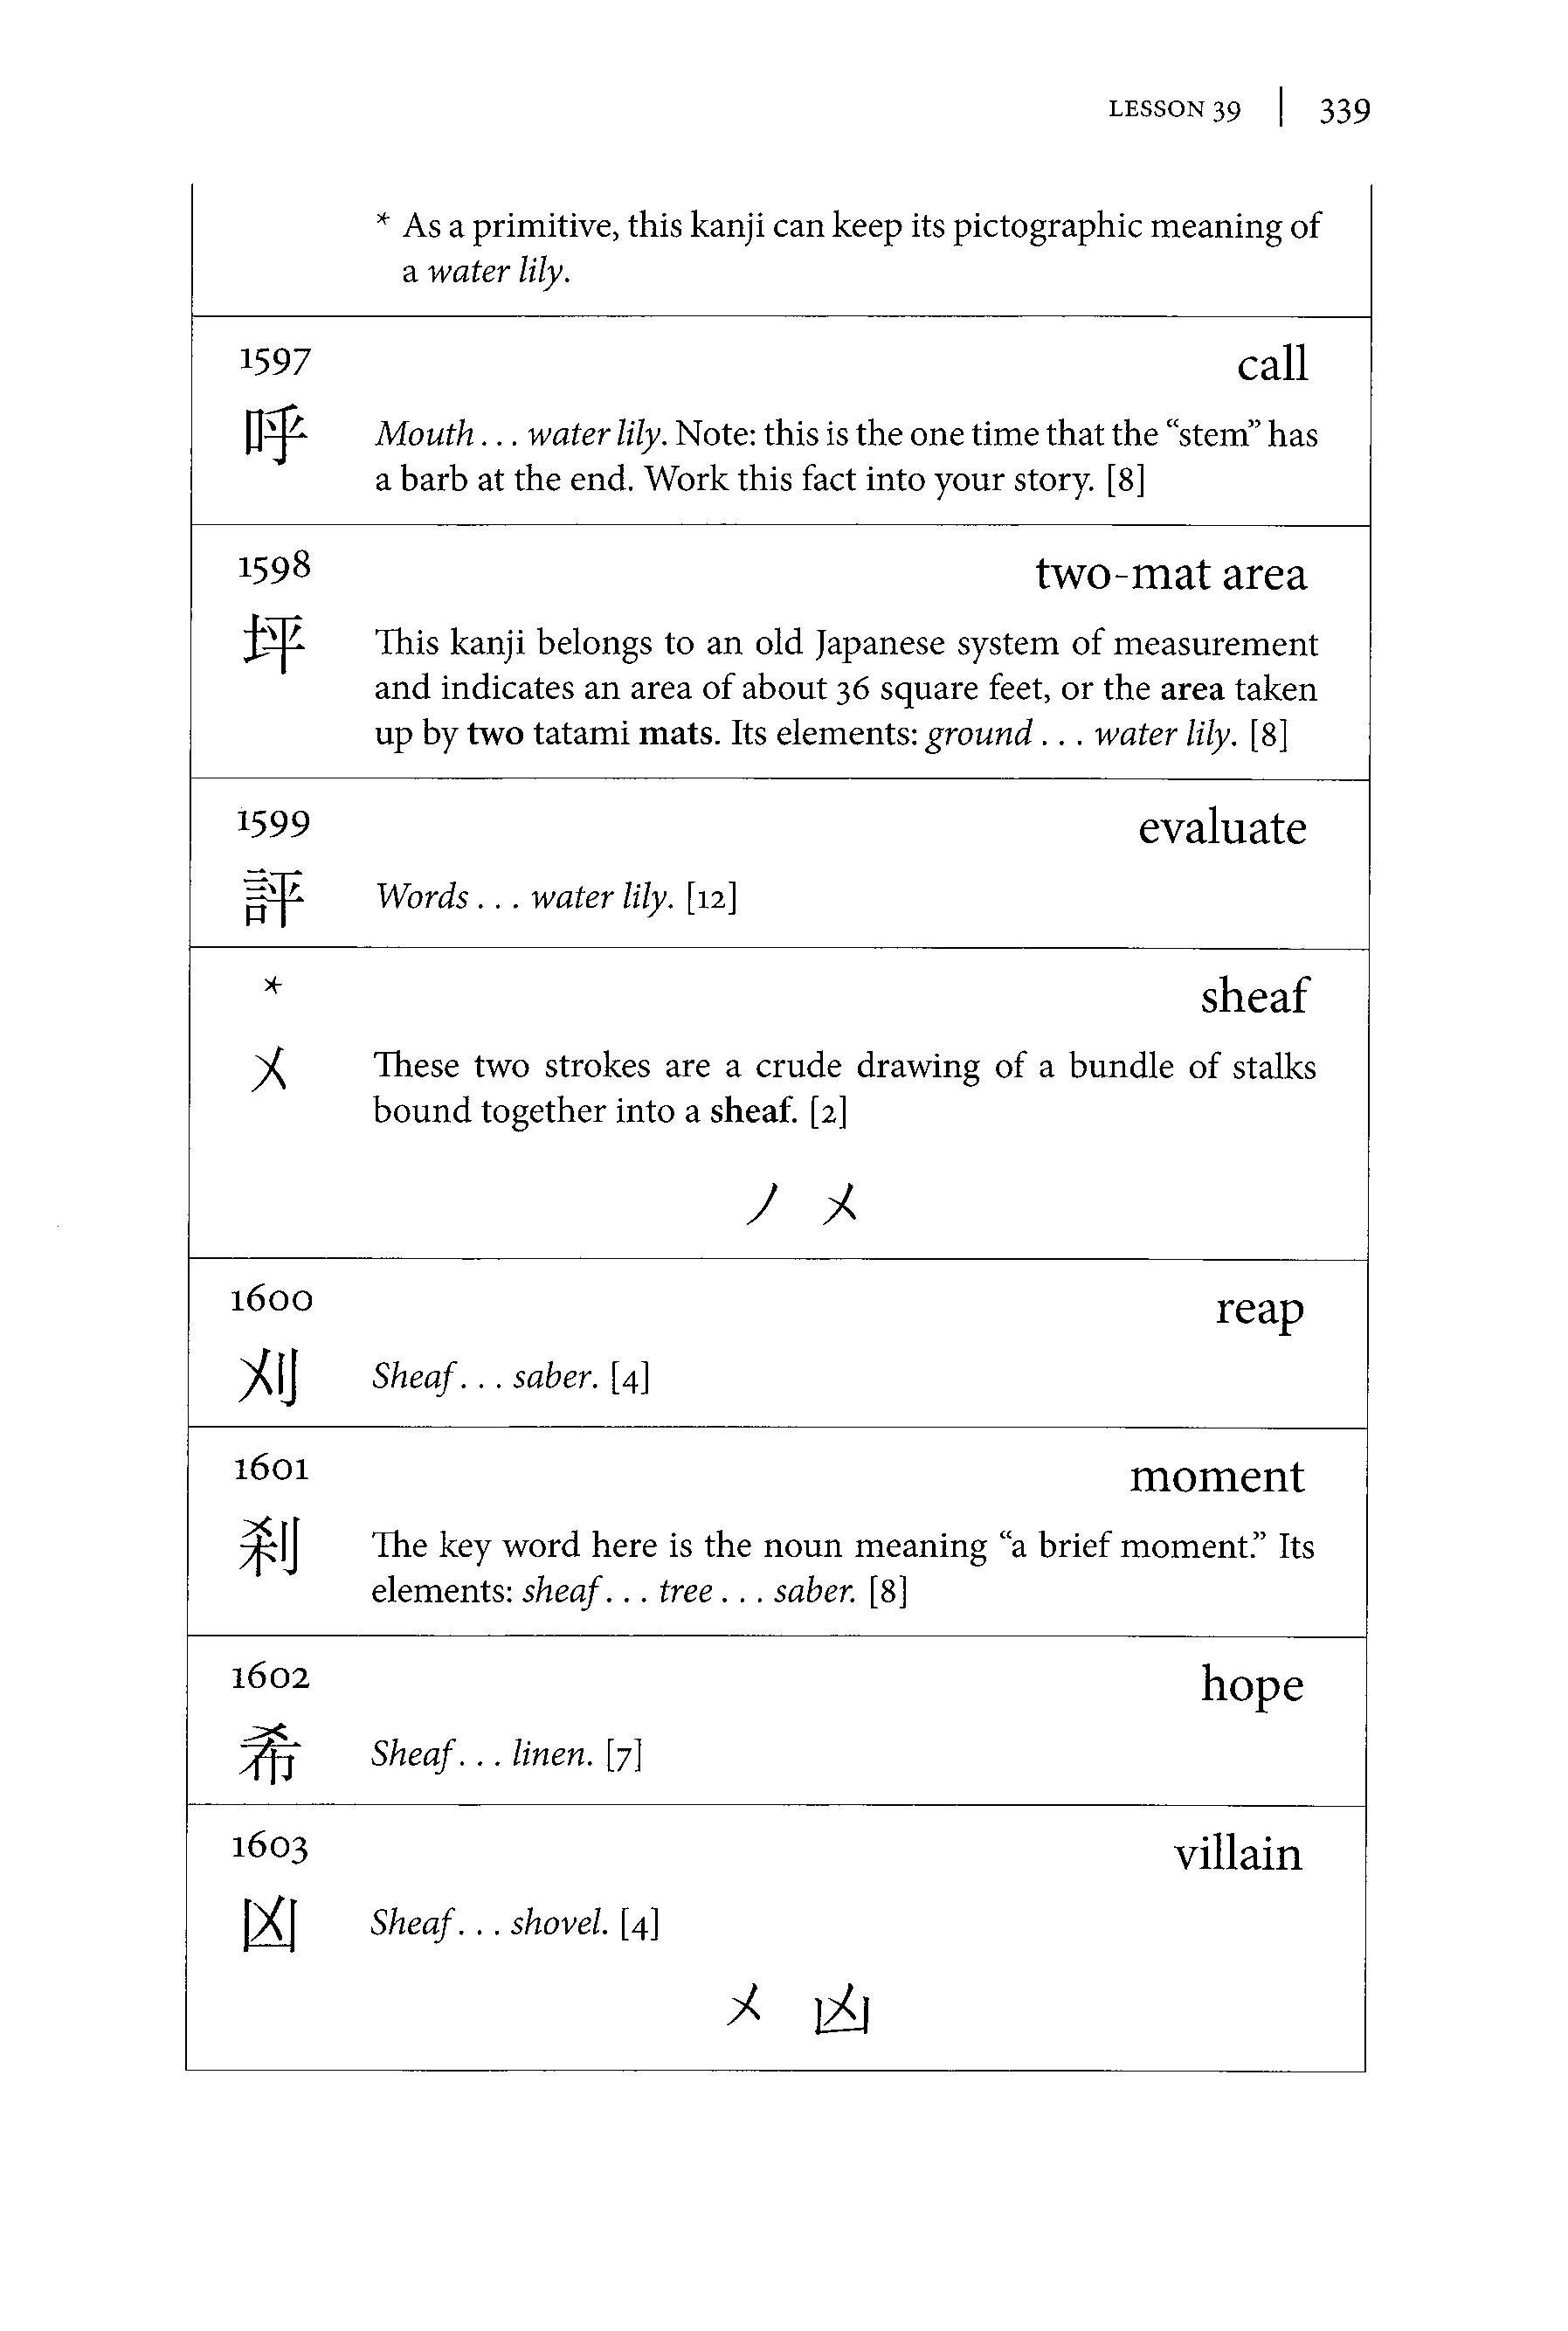 LESSON 39 | 339
* As a primitive, this kanji can keep its pictographic meaning of
a water lily.
1597 call
呼 Mouth . . . water lily. Note: this is the one time that the “stem” has
a barb at the end. Work this fact into your story. [8]
1598 two-mat area
坪 This kanji belongs to an old Japanese system of measurement
and indicates an area of about 36 square feet, or the area taken
up by two tatami mats. Its elements: ground . . . water lily. [8]
1599 evaluate
評 Words . . . water lily. [12]
* sheaf
㐅 These two strokes are a crude drawing of a bundle of stalks
bound together into a sheaf. [2]
ノ 㐅
1600 reap
刈 Sheaf . . . saber. [4]
1601 moment
刹 The key word here is the noun meaning “a brief moment.” Its
elements: sheaf . . . tree . . . saber. [8]
1602 hope
希 Sheaf . . . linen. [7]
1603 villain
凶 Sheaf . . . shovel. [4]
㐅 凶